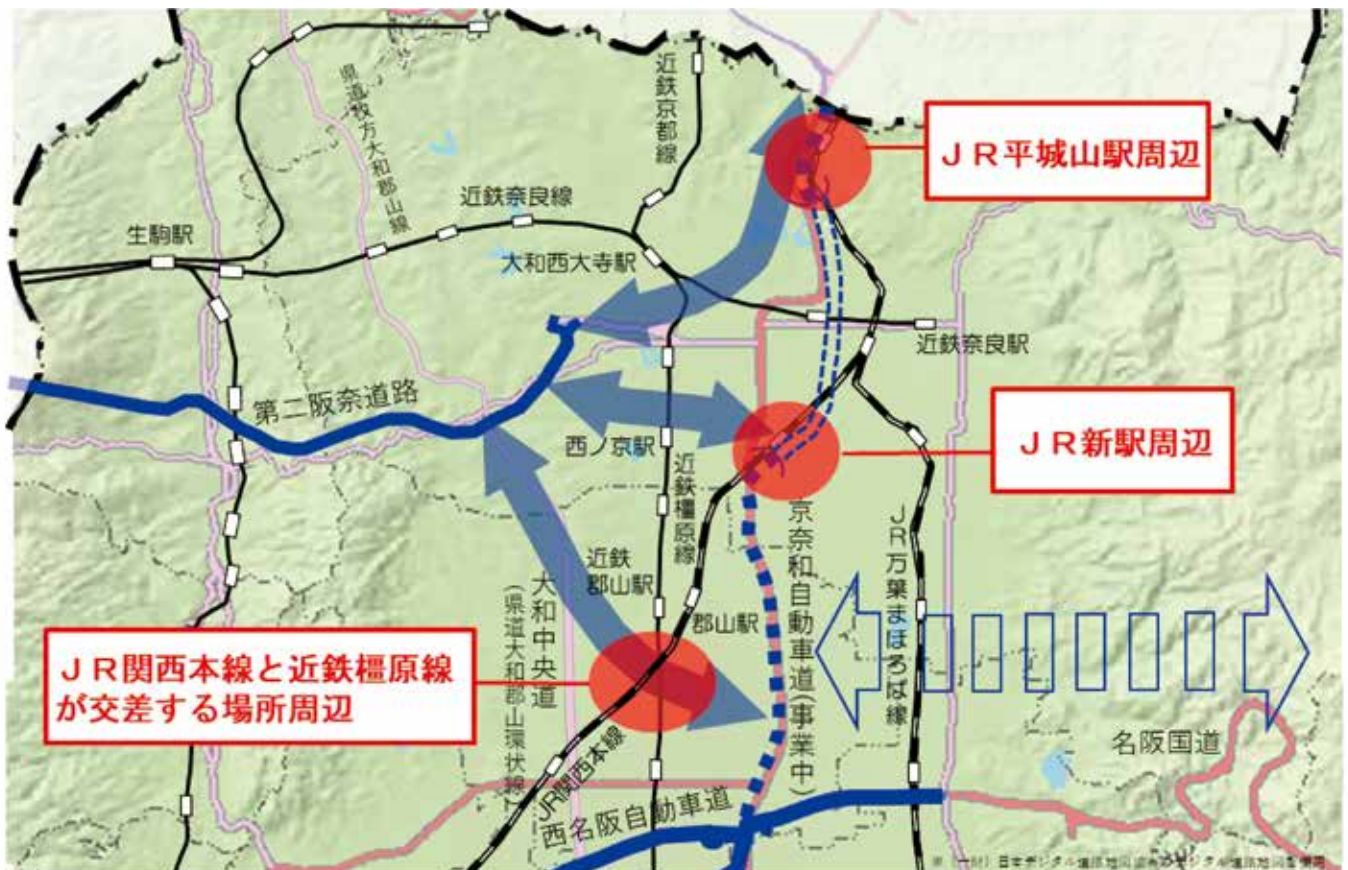 近鉄京都線
県道枚方大和郡山線
ＪＲ平城山駅周辺
近鉄奈良線
生駒駅
大和西大寺駅
近鉄奈良駅
第二阪奈道路
西ノ京駅
ＪＲ新駅周辺
近鉄橿原線
京奈和自動車道(事業中)
ＪＲ万葉まほろば線
近鉄
郡山駅
大和中央道
(県道大和郡山環状線)
郡山駅
ＪＲ関西本線と近鉄橿原線
が交差する場所周辺
JR関西本線
名阪国道
西名阪自動車道